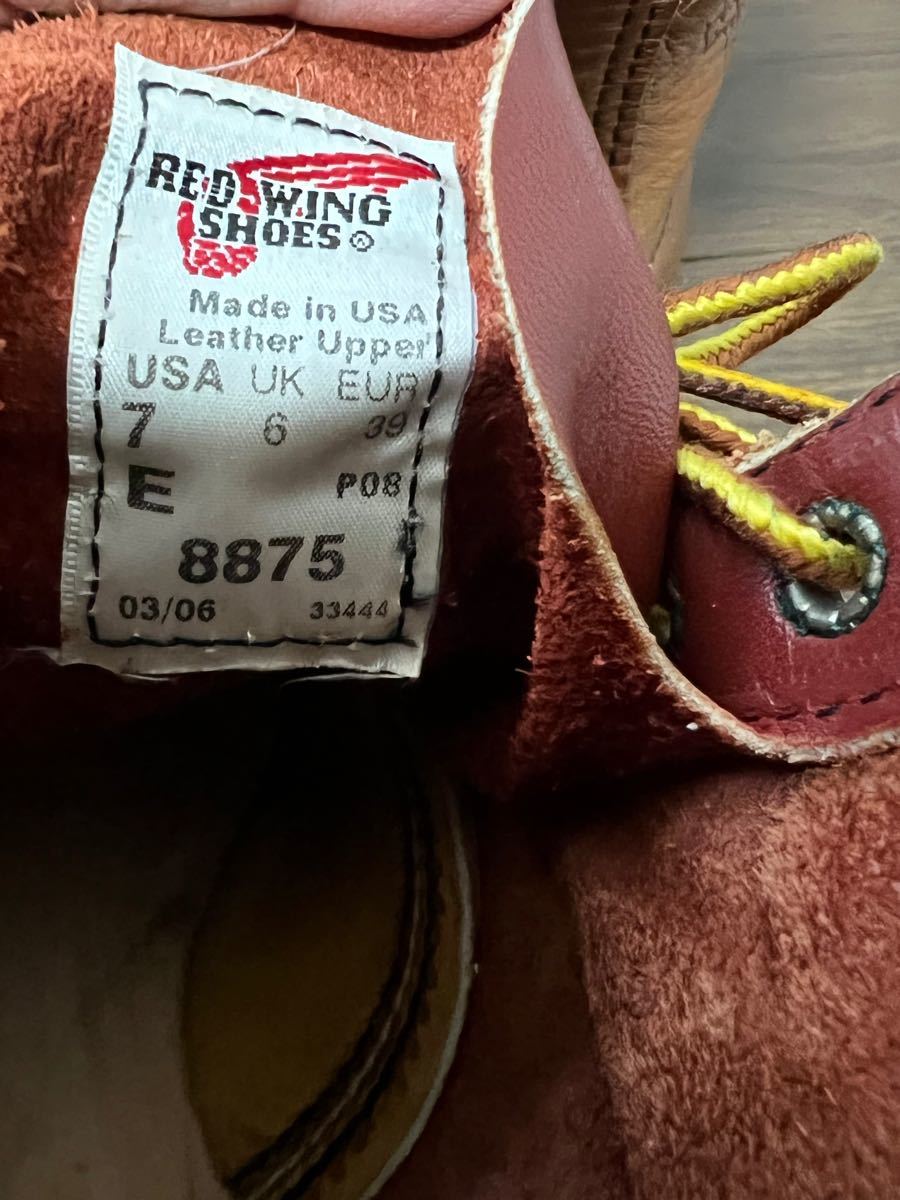 RED WING
SHOES®
Made in USA
Leather Upper
USA UK EUR
7 6 39
E P08
8875
03/06 33444